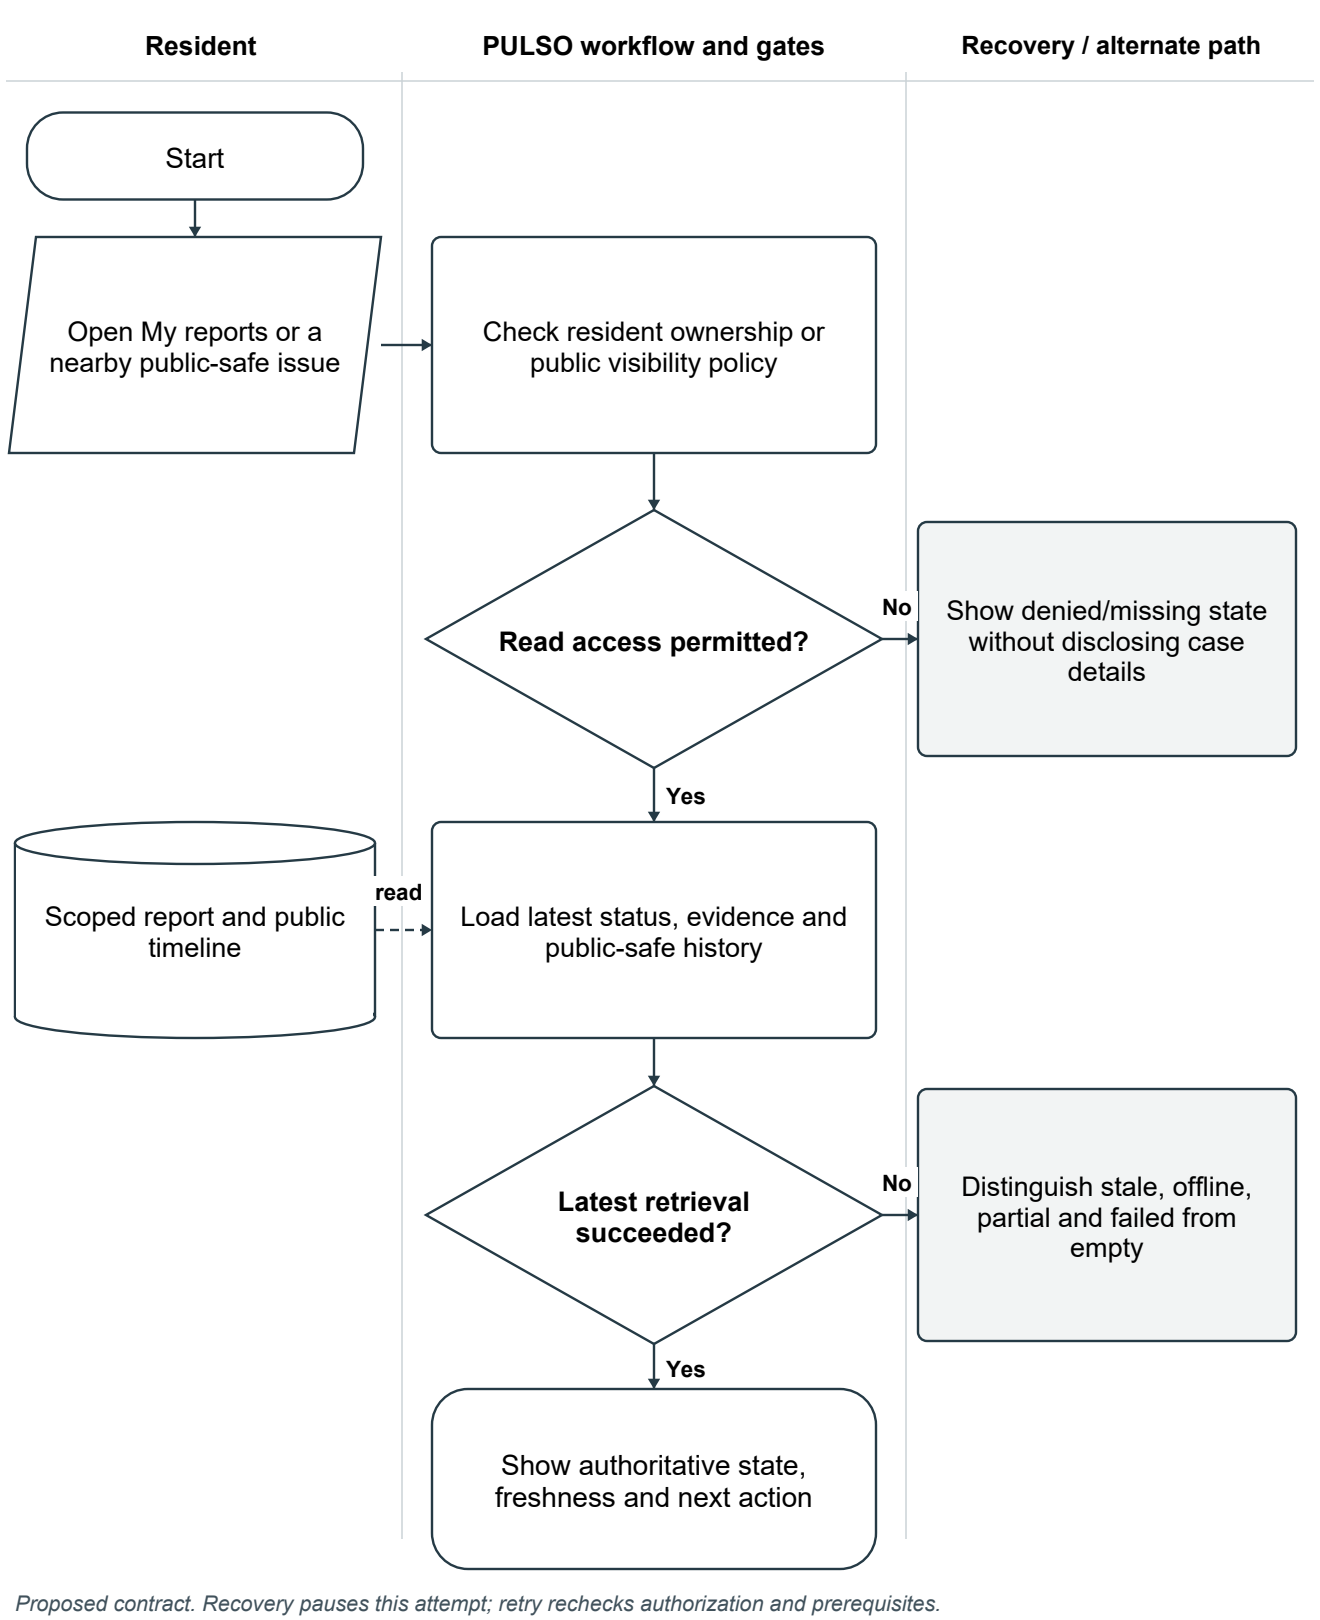 Resident
PULSO workflow and gates
Recovery / alternate path
Start
Open My reports or a
nearby public-safe issue
Check resident ownership or
public visibility policy
Read access permitted?
No
Show denied/missing state
without disclosing case
details
Yes
Scoped report and public
timeline
read
Load latest status, evidence and
public-safe history
Latest retrieval
succeeded?
No
Distinguish stale, offline,
partial and failed from
empty
Yes
Show authoritative state,
freshness and next action
Proposed contract. Recovery pauses this attempt; retry rechecks authorization and prerequisites.